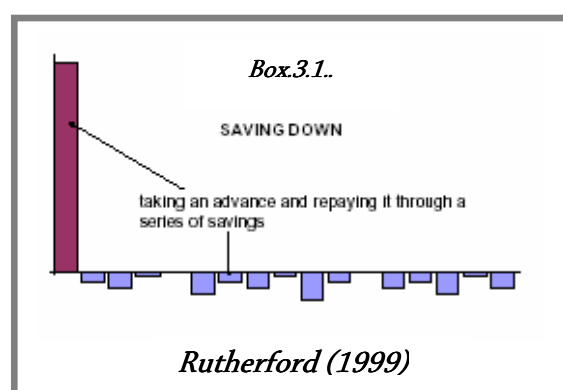 Box.3.1..
SAVING DOWN
taking an advance and repaying it through a
series of savings
Rutherford (1999)